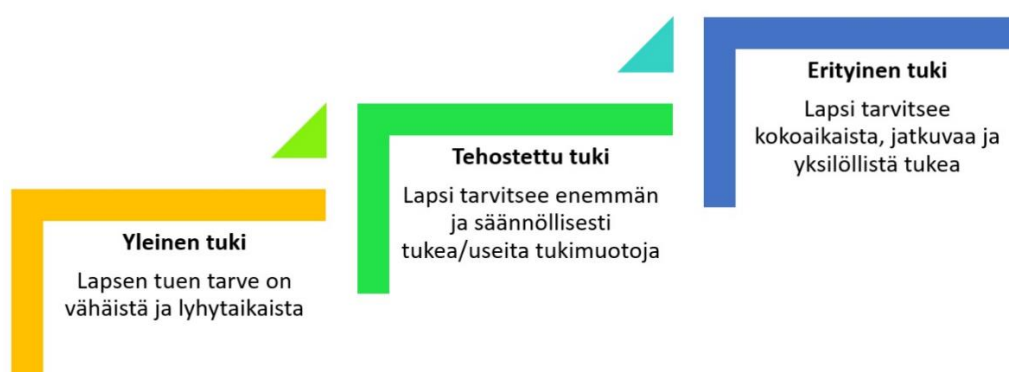 Yleinen tuki
Lapsen tuen tarve on
vähäistä ja lyhytaikaista
Tehostettu tuki
Lapsi tarvitsee enemmän
ja säännöllisesti
tukea/useita tukimuotoja
Erityinen tuki
Lapsi tarvitsee
kokoaikaista, jatkuvaa ja
yksilöllistä tukea